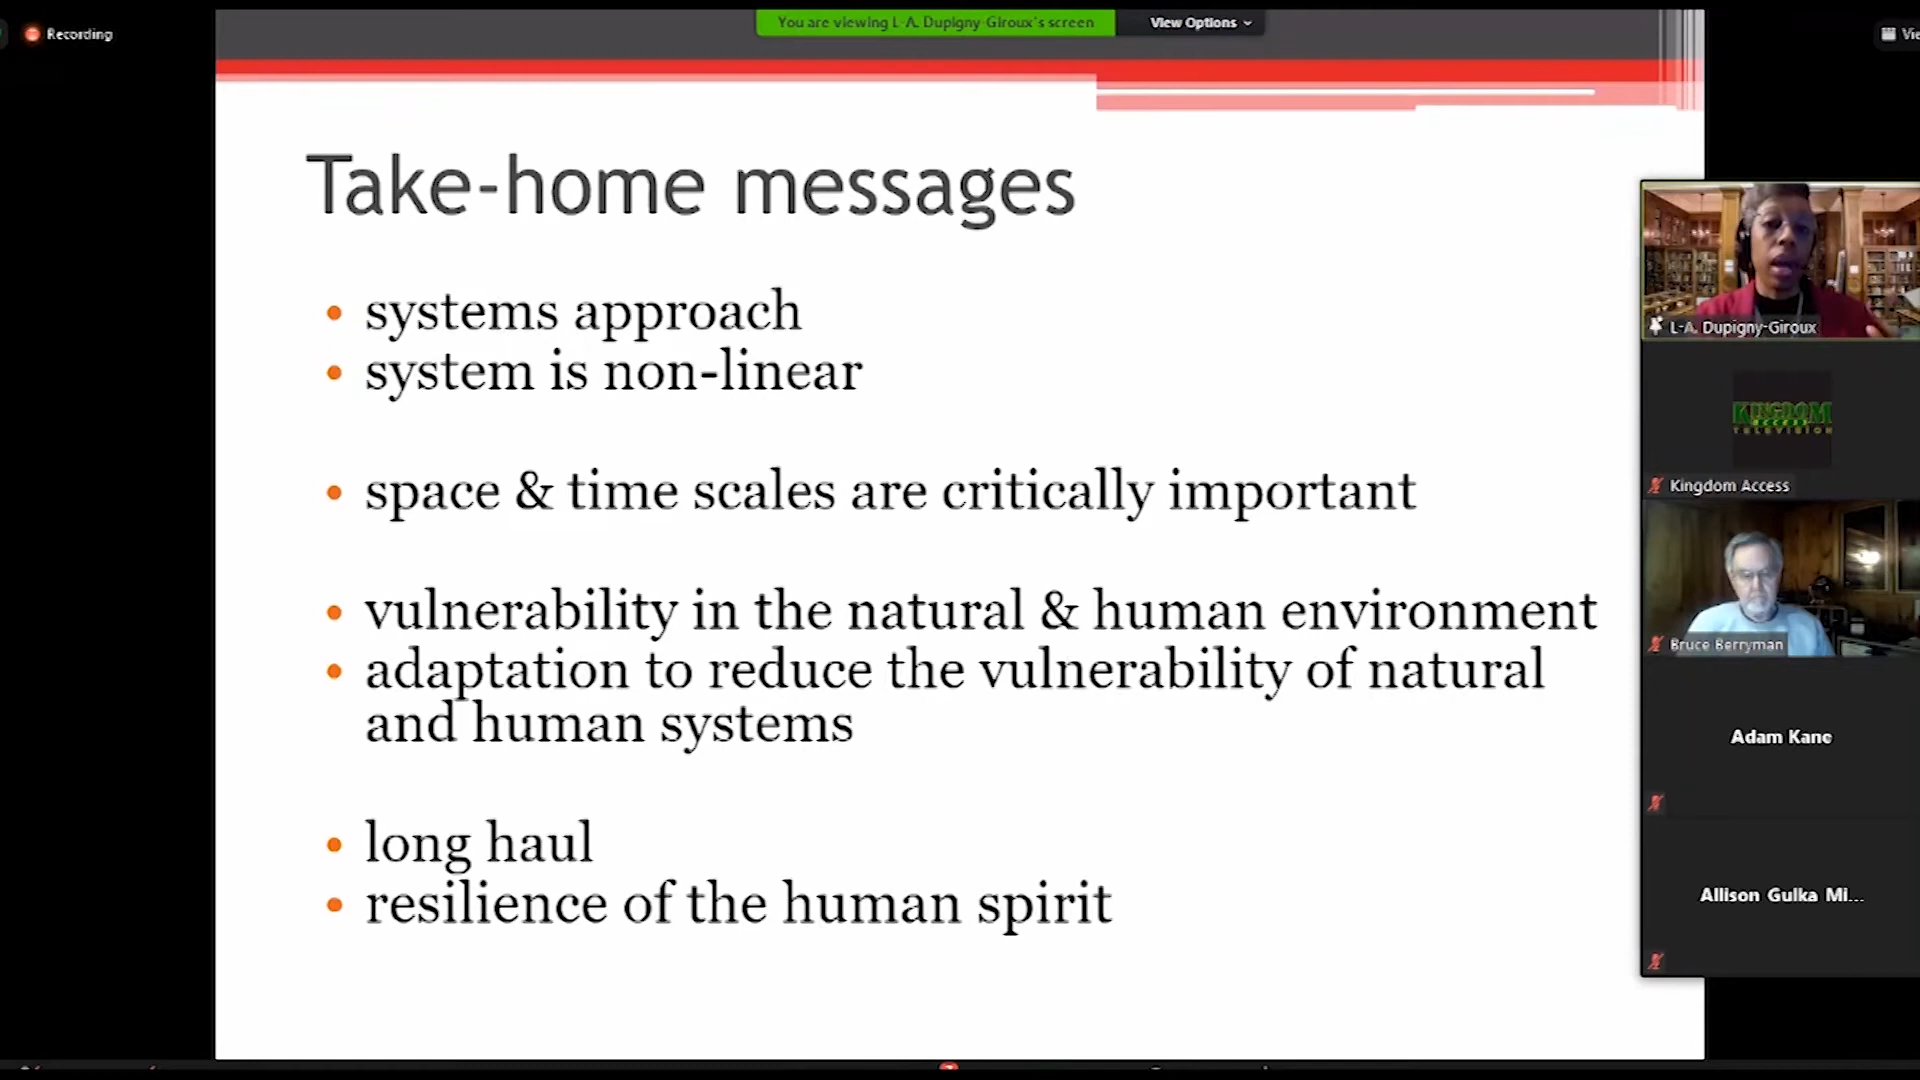 Recording
You are viewing L-A. Dupigny-Giroux's screen
View Options
Take-home messages
• systems approach
• system is non-linear
• space & time scales are critically important
• vulnerability in the natural & human environment
• adaptation to reduce the vulnerability of natural
and human systems
• long haul
• resilience of the human spirit
L-A. Dupigny-Giroux
KINGDOM
ACCESS
TELEVISION
Kingdom Access
Bruce Berryman
Adam Kane
Allison Gulka Mi...